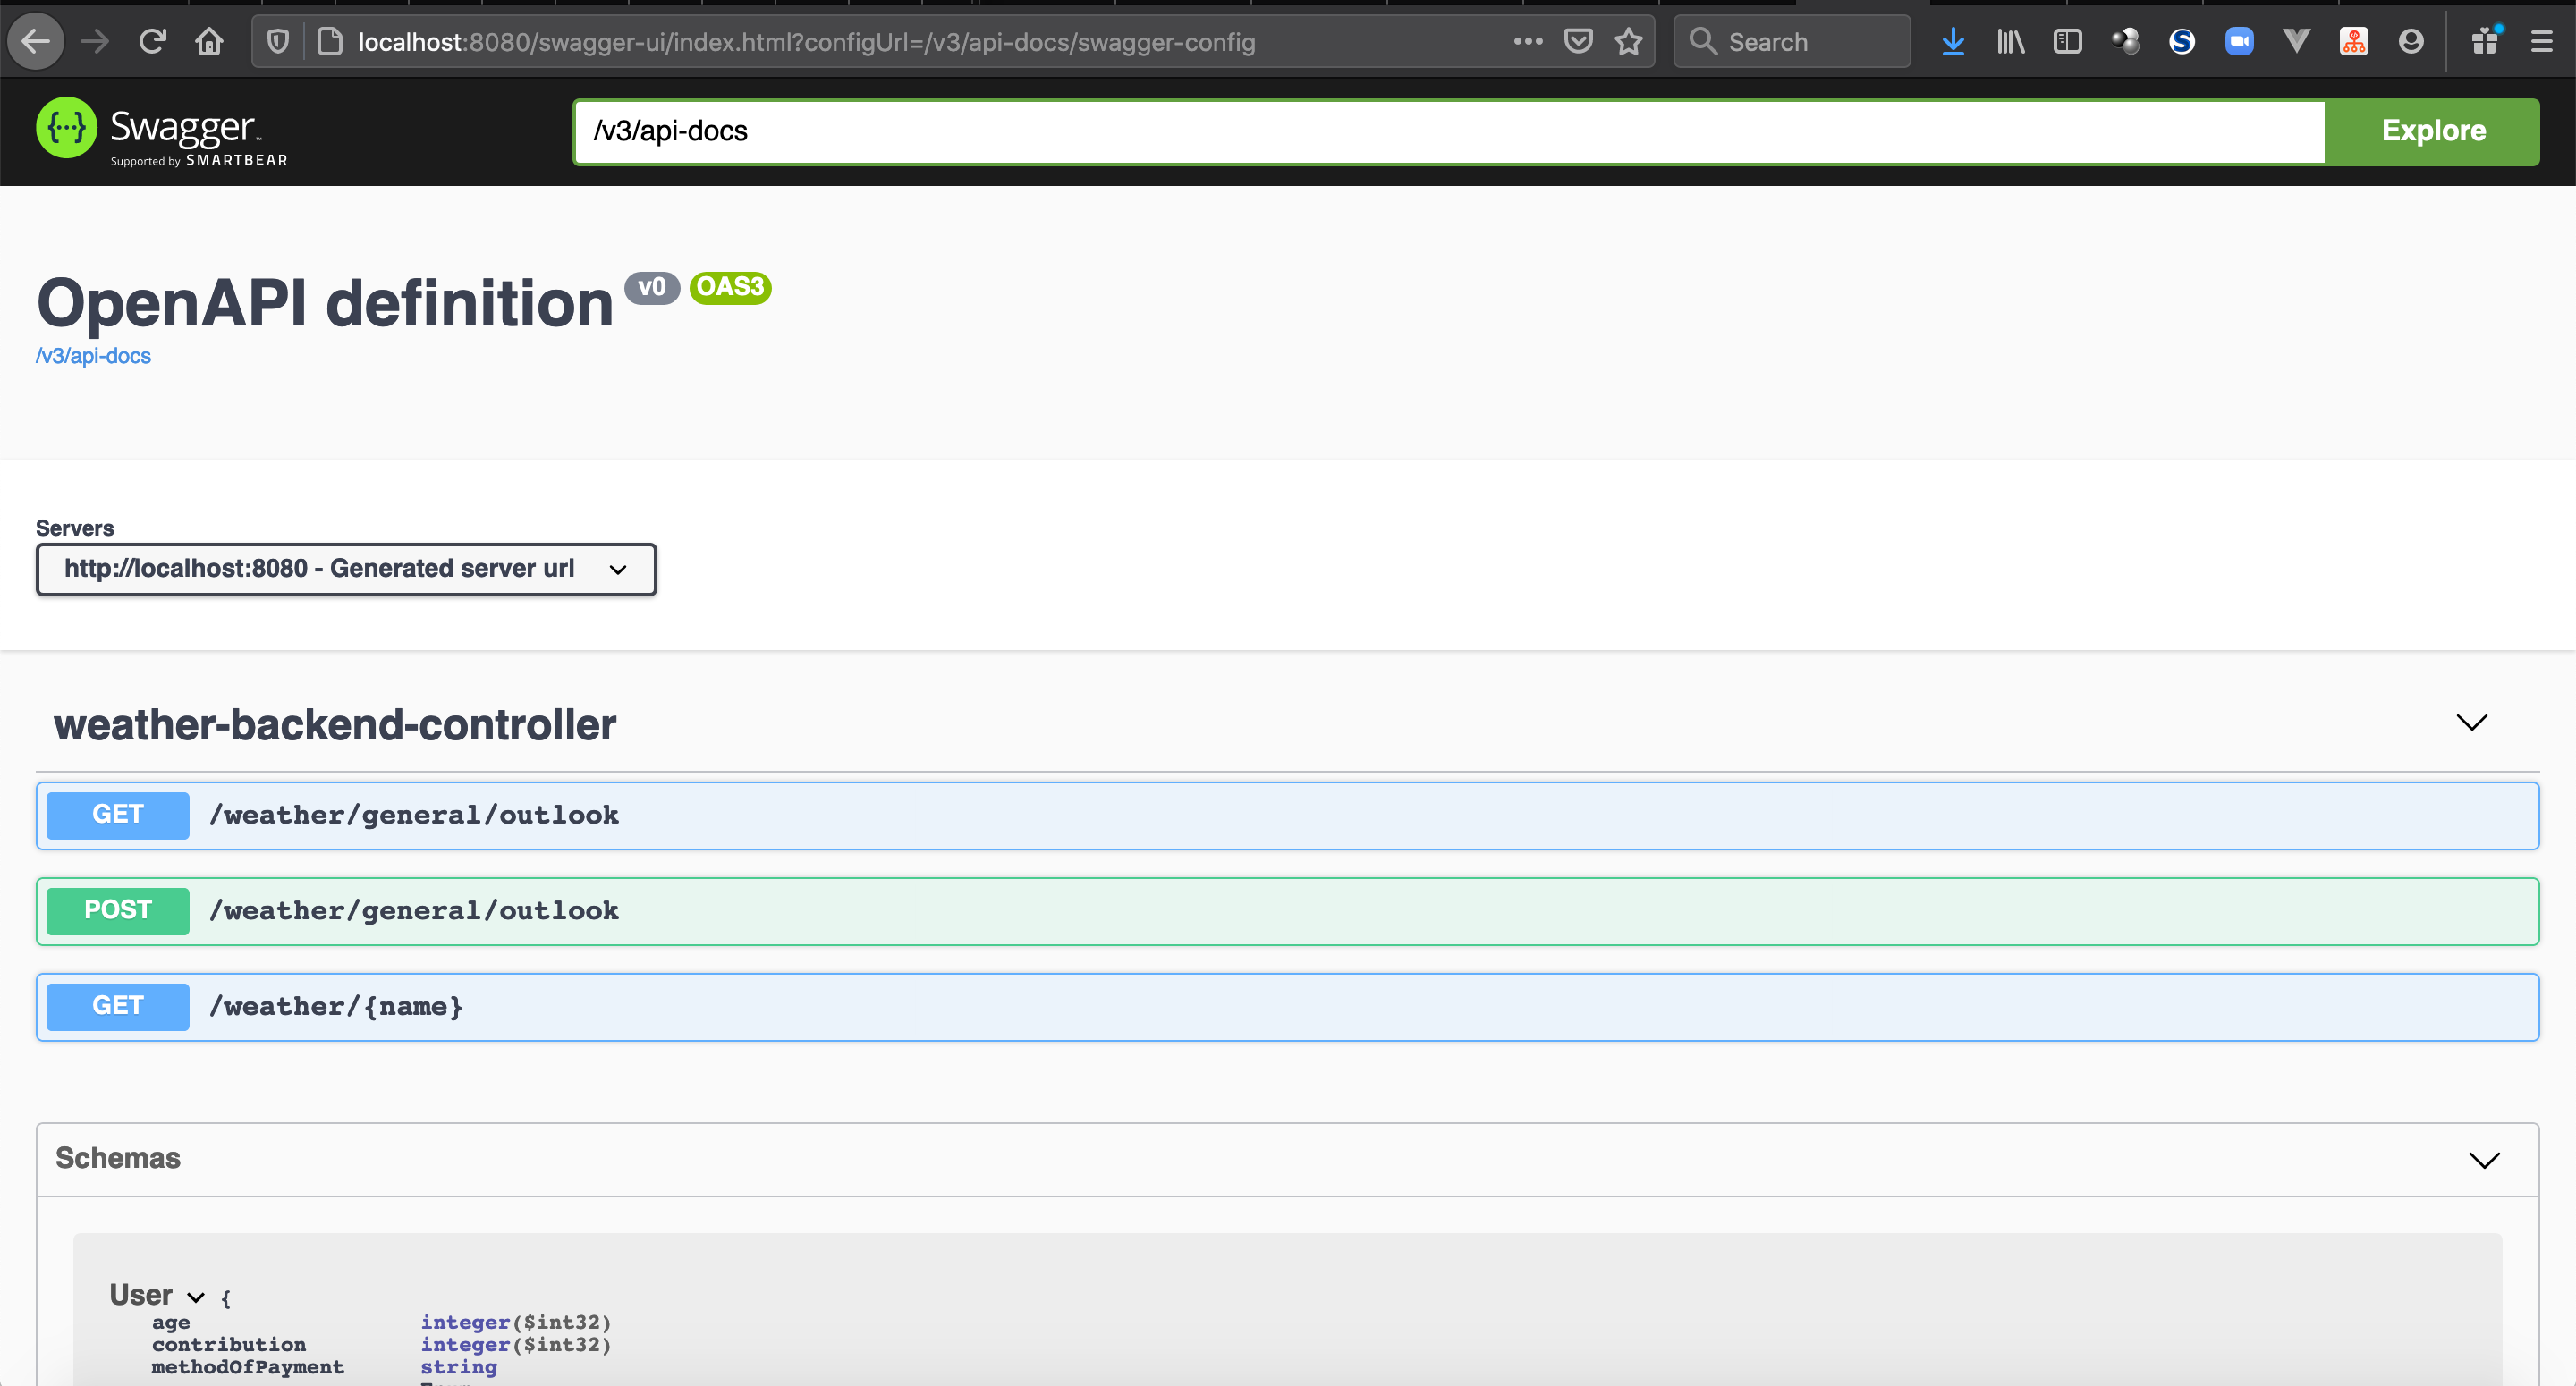 localhost:8080/swagger-ui/index.html?configUrl=/v3/api-docs/swagger-config
Search
Swagger
Supported by SMARTBEAR
/v3/api-docs
Explore
OpenAPI definition v0 OAS3
/v3/api-docs
Servers
http://localhost:8080 - Generated server url
weather-backend-controller
GET /weather/general/outlook
POST /weather/general/outlook
GET /weather/{name}
Schemas
User {
age integer($int32)
contribution integer($int32)
methodOfPayment string